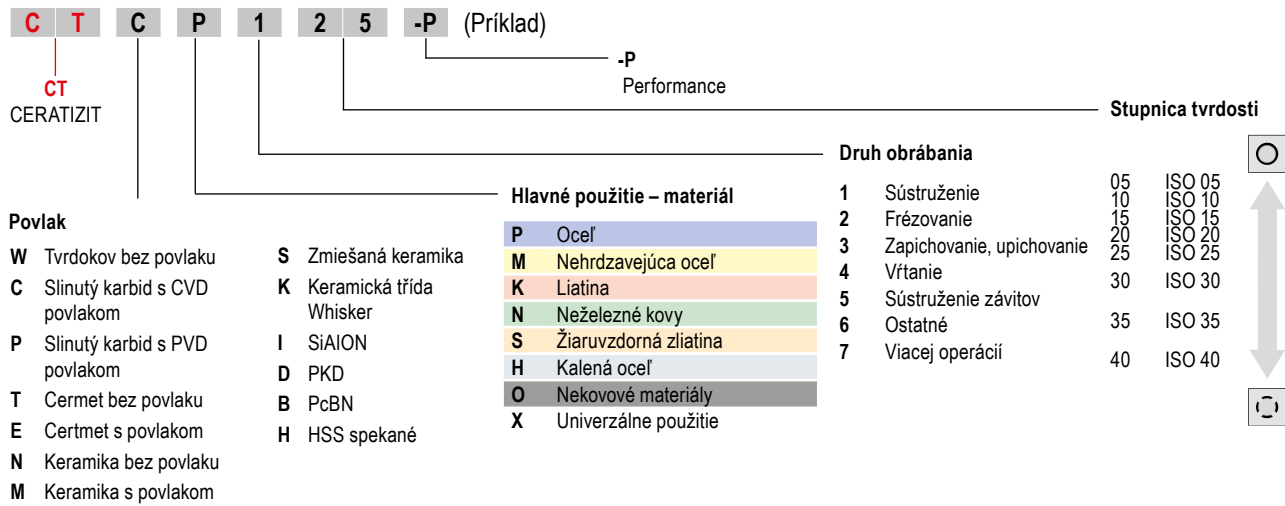 C T C P 1 2 5 -P (Príklad)
-P
Performance
CT
CERATIZIT
Stupnica tvrdosti
Druh obrábania
1 Sústruženie
2 Frézovanie
3 Zapichovanie, upichovanie
4 Vŕtanie
5 Sústruženie závitov
6 Ostatné
7 Viacej operácií
05 ISO 05
10 ISO 10
15 ISO 15
20 ISO 20
25 ISO 25
30 ISO 30
35 ISO 35
40 ISO 40
Hlavné použitie – materiál
P Oceľ
M Nehrdzavejúca oceľ
K Liatina
N Neželezné kovy
S Žiaruvzdorná zliatina
H Kalená oceľ
O Nekovové materiály
X Univerzálne použitie
Povlak
W Tvrdokov bez povlaku
C Slinutý karbid s CVD
povlakom
P Slinutý karbid s PVD
povlakom
T Cermet bez povlaku
E Certmet s povlakom
N Keramika bez povlaku
M Keramika s povlakom
S Zmiešaná keramika
K Keramická třída
Whisker
I SiAION
D PKD
B PcBN
H HSS spekané